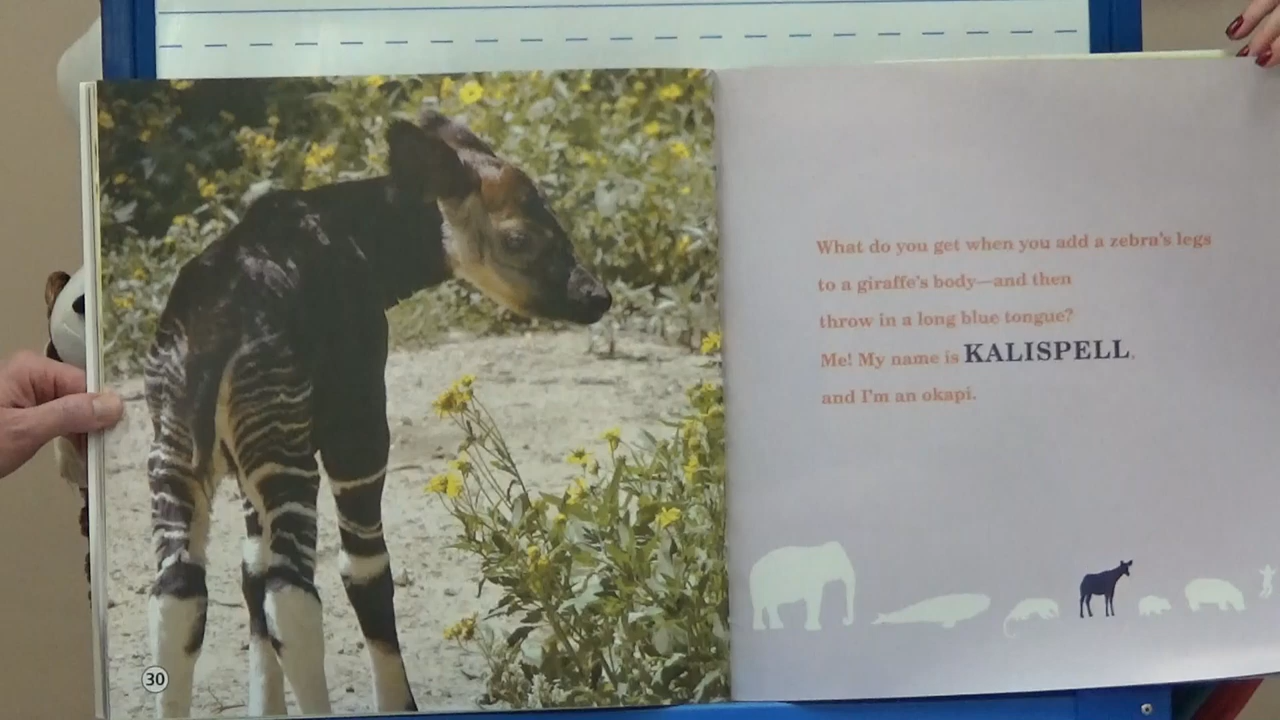 What do you get when you add a zebra's legs
to a giraffe's body—and then
throw in a long blue tongue?
Me! My name is KALISPELL,
and I'm an okapi.
30